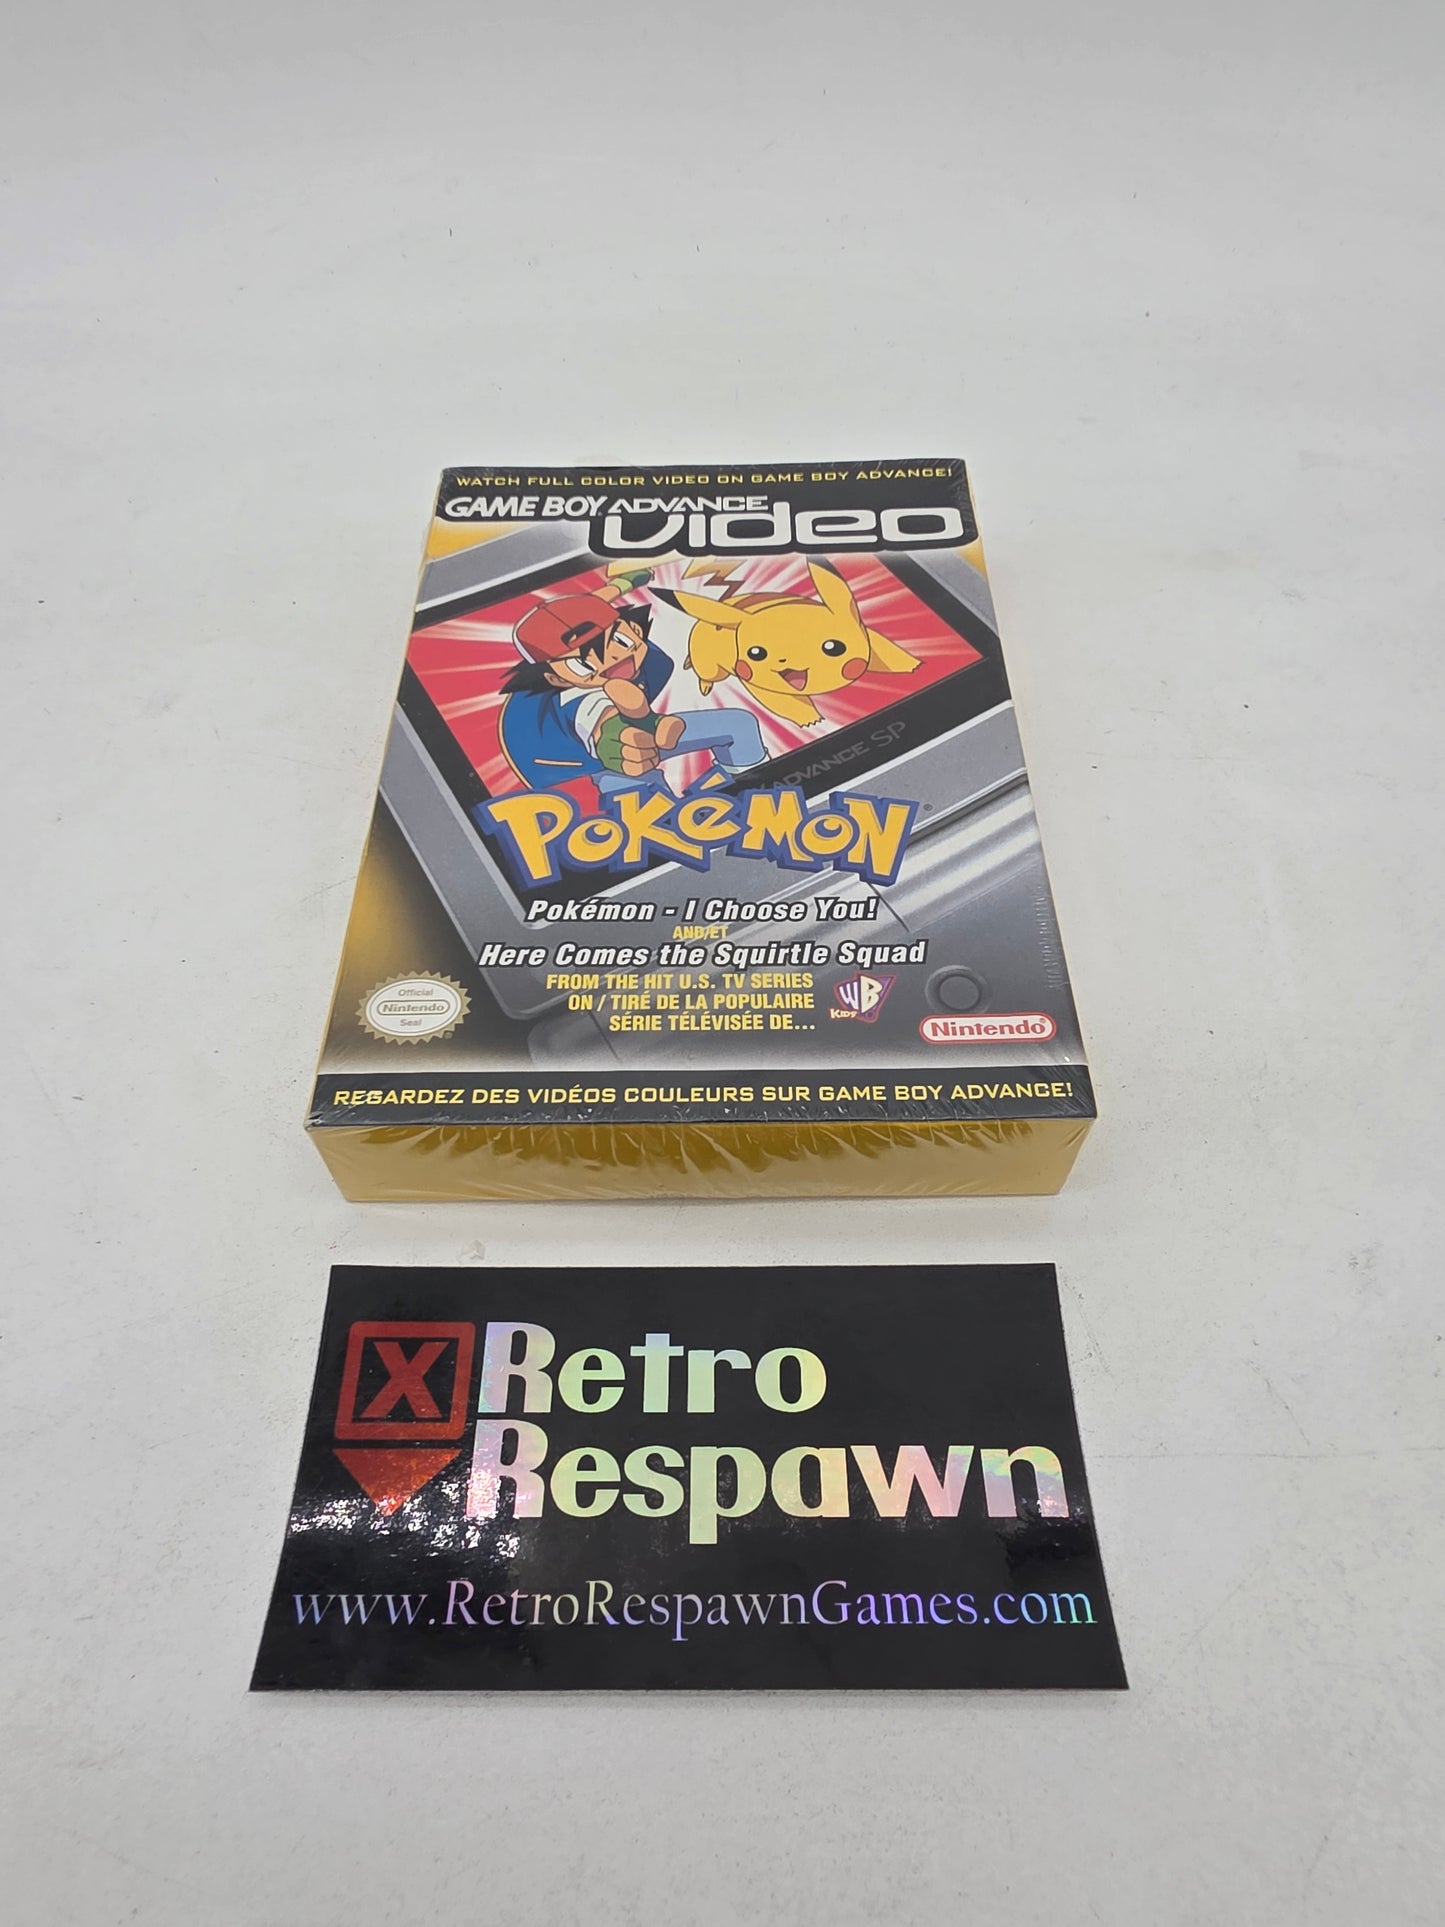 WATCH FULL COLOR VIDEO ON GAME BOY ADVANCE!
GAME BOY ADVANCE
video
ADVANCE SP
POKéMON
Pokémon - I Choose You!
AND/ET
Here Comes the Squirtle Squad
FROM THE HIT U.S. TV SERIES
ON / TIRÉ DE LA POPULAIRE
SÉRIE TÉLÉVISÉE DE...
WB
KIDS
Official
Nintendo
Seal
Nintendo®
REGARDEZ DES VIDÉOS COULEURS SUR GAME BOY ADVANCE!
X
Retro
Respawn
www.RetroRespawnGames.com